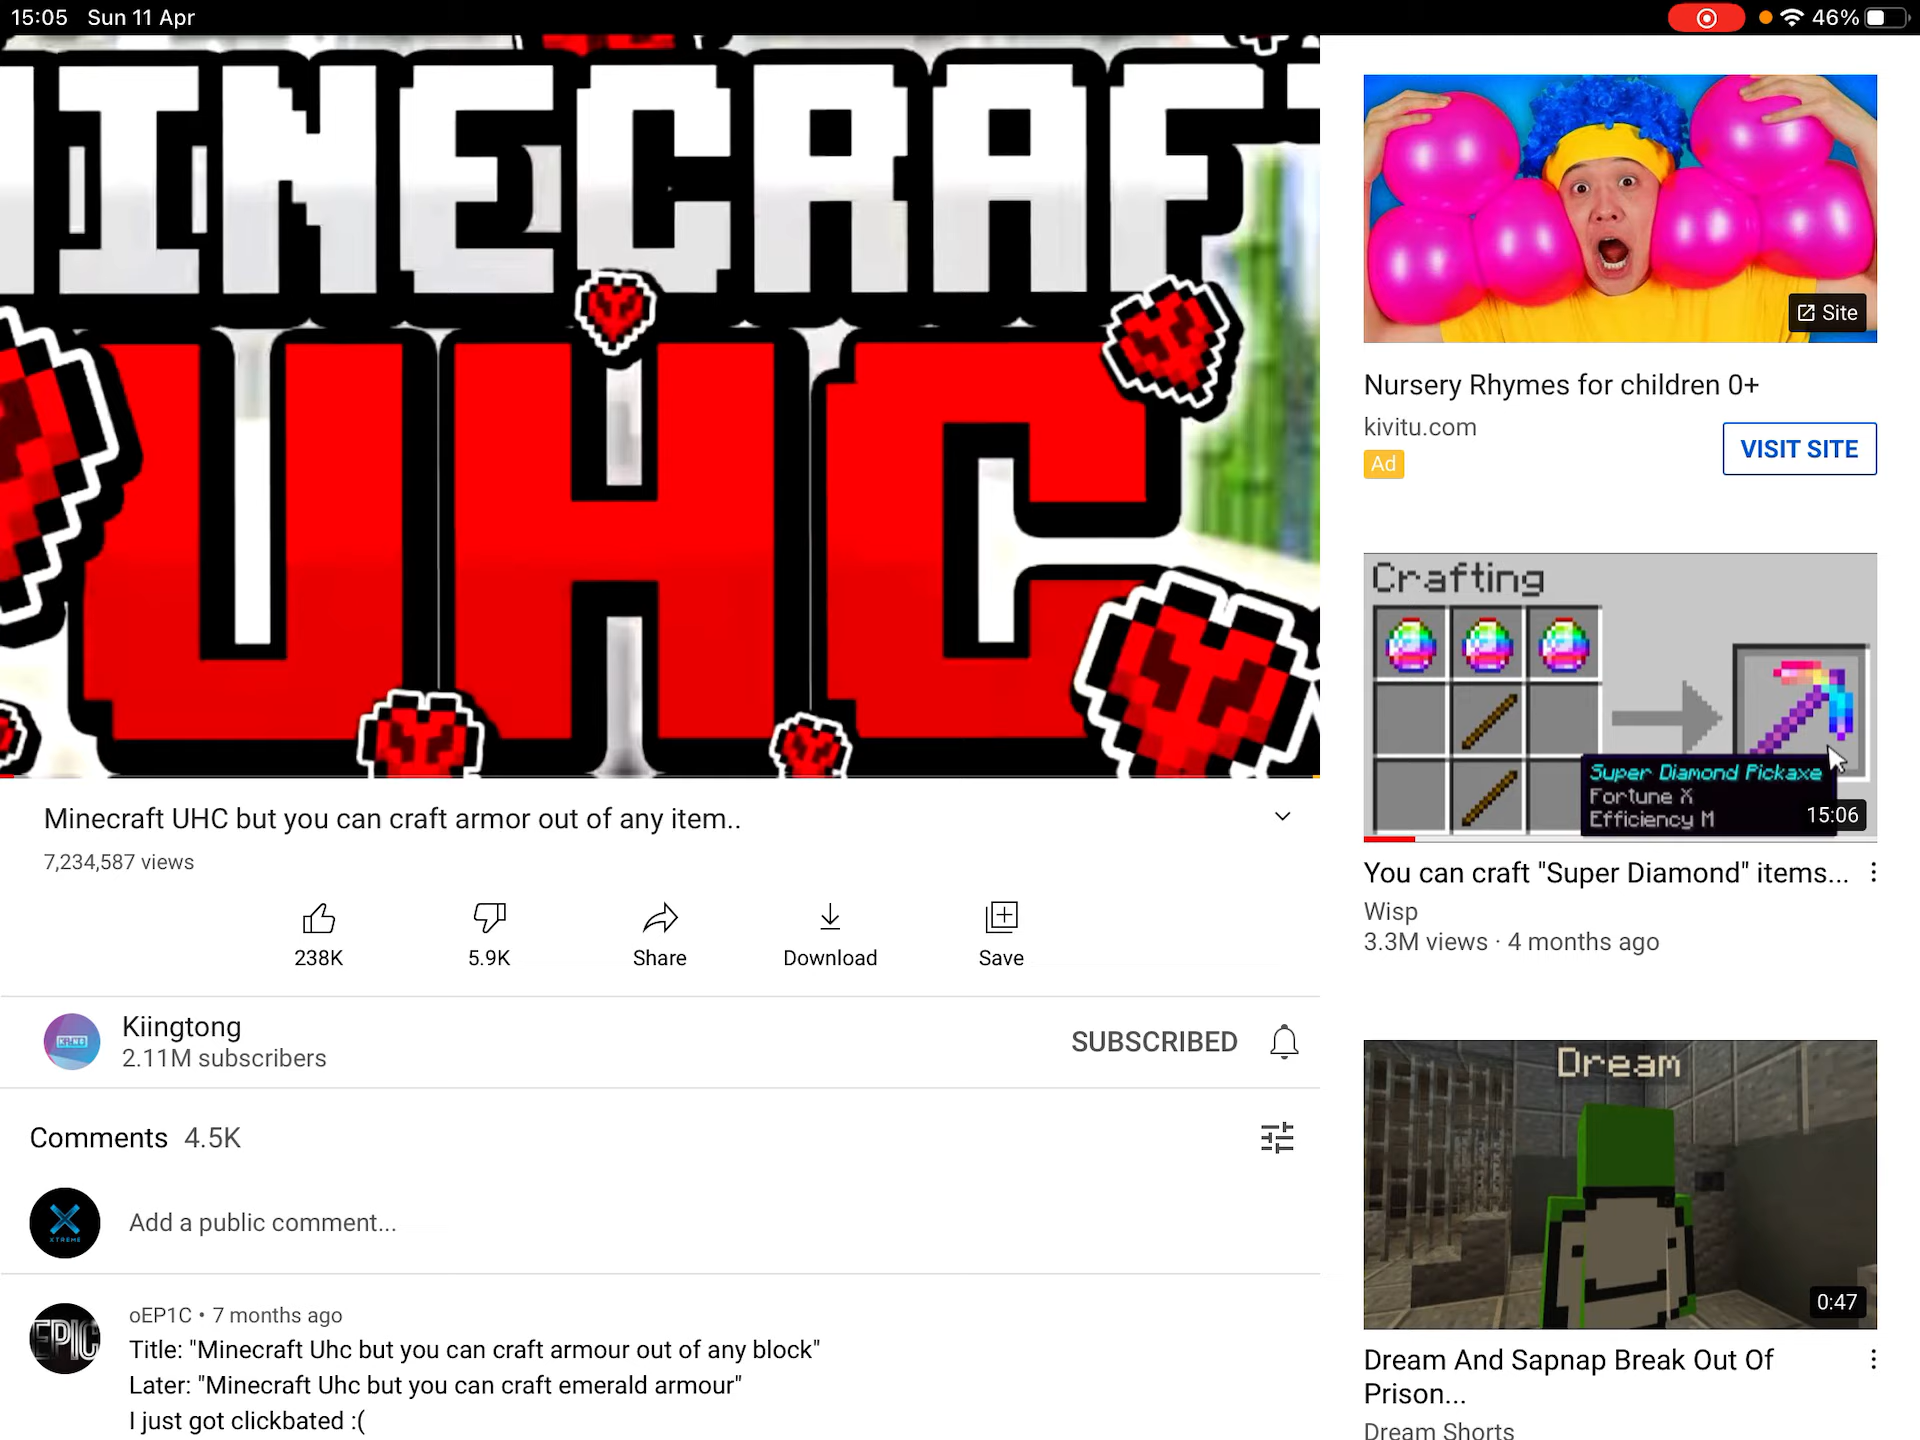 15:05 Sun 11 Apr
46%
MINECRAFT
UHC
Minecraft UHC but you can craft armor out of any item..
7,234,587 views
238K
5.9K
Share
Download
Save
Kiingtong
2.11M subscribers
SUBSCRIBED
Comments 4.5K
XTREME
Add a public comment...
EPIC
oEP1C • 7 months ago
Title: "Minecraft Uhc but you can craft armour out of any block"
Later: "Minecraft Uhc but you can craft emerald armour"
I just got clickbated :(
Site
Nursery Rhymes for children 0+
kivitu.com
Ad
VISIT SITE
Crafting
Super Diamond Pickaxe
Fortune X
Efficiency M
15:06
You can craft "Super Diamond" items...
Wisp
3.3M views · 4 months ago
Dream
0:47
Dream And Sapnap Break Out Of
Prison...
Dream Shorts